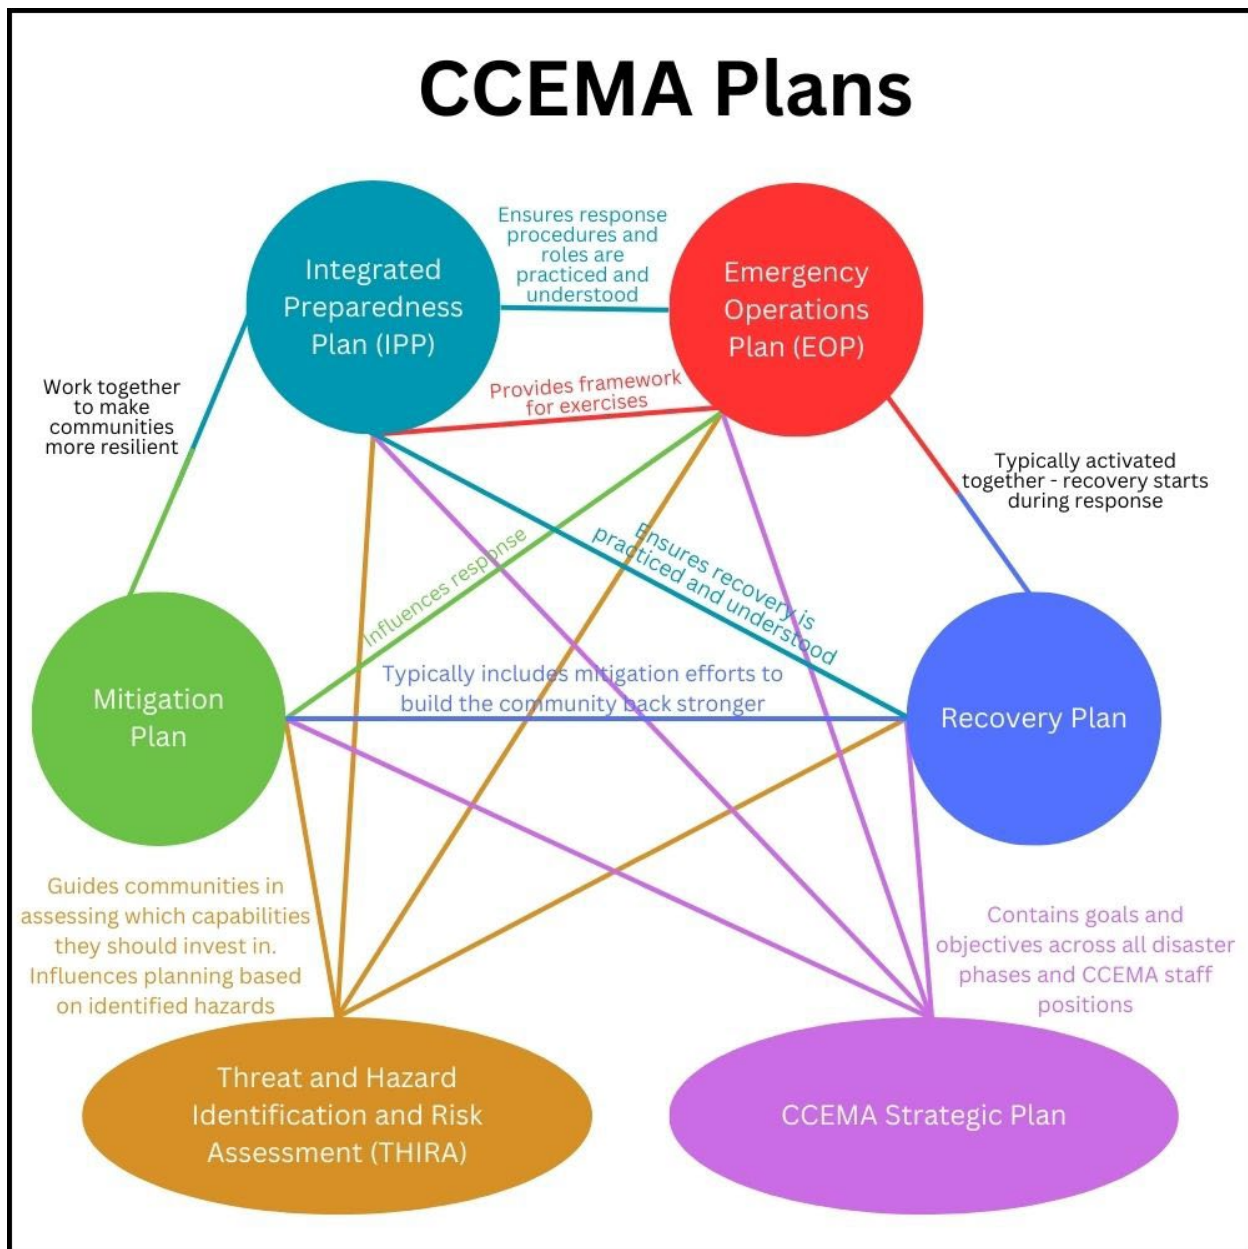 CCEMA Plans
Integrated
Preparedness
Plan (IPP)
Ensures response
procedures and
roles are
practiced and
understood
Emergency
Operations
Plan (EOP)
Provides framework
for exercises
Work together
to make
communities
more resilient
Typically activated
together - recovery starts
during response
Influences response
Ensures recovery is
practiced and understood
Typically includes mitigation efforts to
build the community back stronger
Mitigation
Plan
Recovery Plan
Guides communities in
assessing which capabilities
they should invest in.
Influences planning based
on identified hazards
Contains goals and
objectives across all disaster
phases and CCEMA staff
positions
Threat and Hazard
Identification and Risk
Assessment (THIRA)
CCEMA Strategic Plan